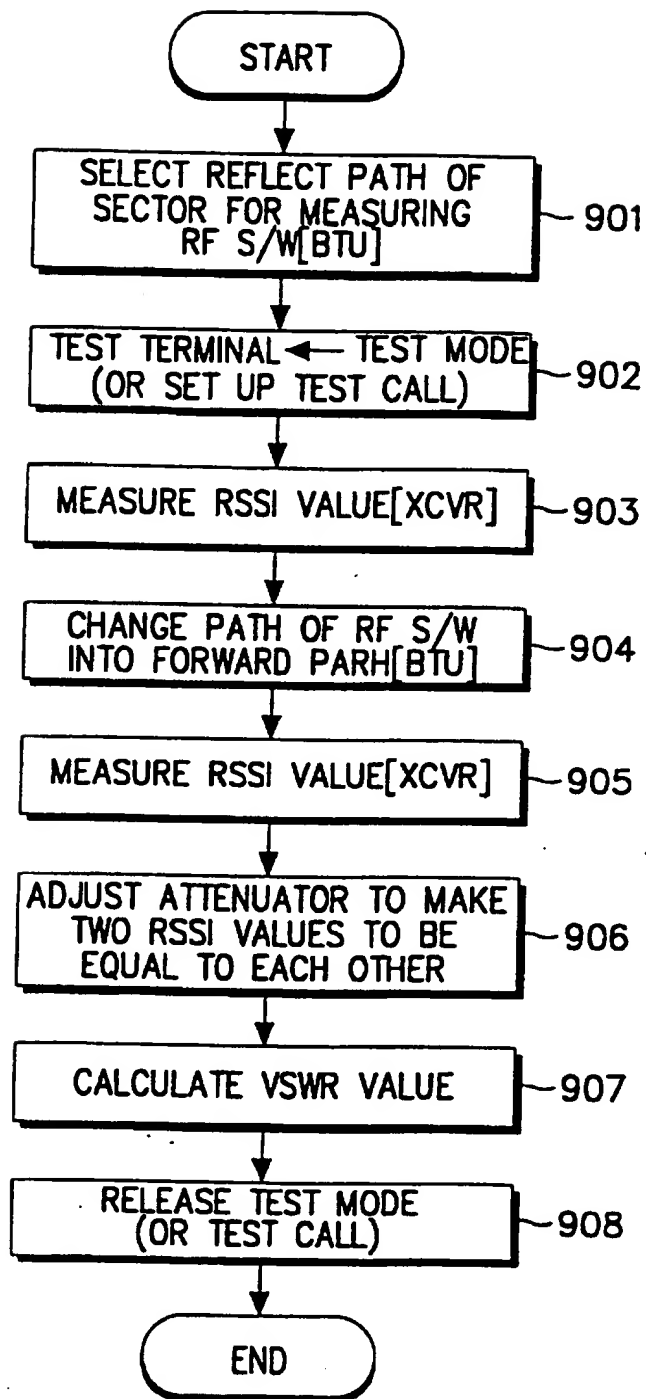 START
SELECT REFLECT PATH OF
SECTOR FOR MEASURING
RF S/W[BTU]
901
TEST TERMINAL ← TEST MODE
(OR SET UP TEST CALL)
902
MEASURE RSSI VALUE[XCVR]
903
CHANGE PATH OF RF S/W
INTO FORWARD PARH[BTU]
904
MEASURE RSSI VALUE[XCVR]
905
ADJUST ATTENUATOR TO MAKE
TWO RSSI VALUES TO BE
EQUAL TO EACH OTHER
906
CALCULATE VSWR VALUE
907
RELEASE TEST MODE
(OR TEST CALL)
908
END